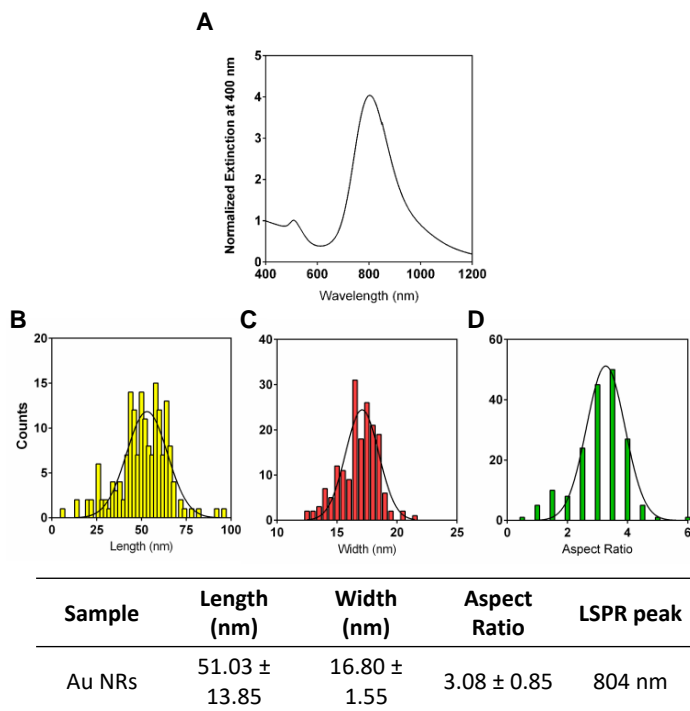 A
Normalized Extinction at 400 nm
5
4
3
2
1
0
400 600 800 1000 1200
Wavelength (nm)
B
Counts
20
15
10
5
0
0 25 50 75 100
Length (nm)
C
40
30
20
10
0
10 15 20 25
Width (nm)
D
60
40
20
0
0 2 4 6
Aspect Ratio
Sample Length (nm) Width (nm) Aspect Ratio LSPR peak
Au NRs 51.03 ± 13.85 16.80 ± 1.55 3.08 ± 0.85 804 nm